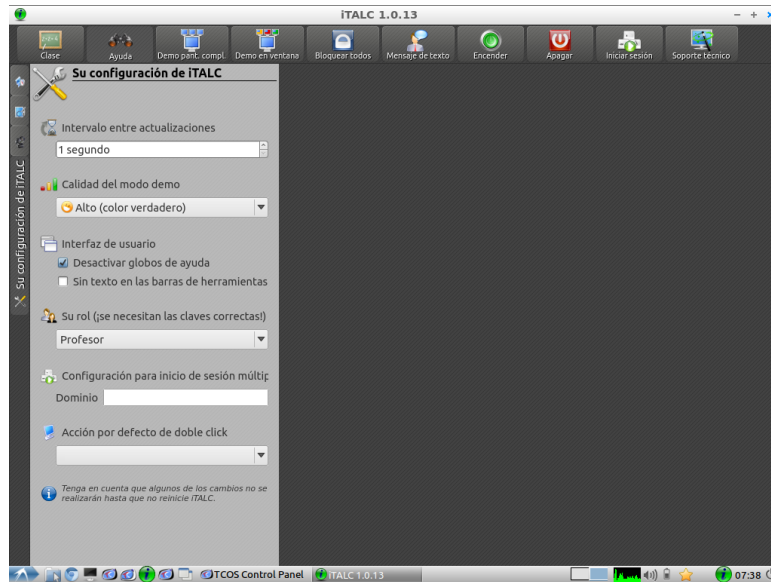 iTALC 1.0.13
Clase
Ayuda
Demo pant. compl.
Demo en ventana
Bloquear todos
Mensaje de texto
Encender
Apagar
Iniciar sesión
Soporte técnico
Su configuración de iTALC
Su configuración de iTALC
Intervalo entre actualizaciones
1 segundo
Calidad del modo demo
Alto (color verdadero)
Interfaz de usuario
Desactivar globos de ayuda
Sin texto en las barras de herramientas
Su rol (¡se necesitan las claves correctas!)
Profesor
Configuración para inicio de sesión múltip
Dominio
Acción por defecto de doble click
Tenga en cuenta que algunos de los cambios no se
realizarán hasta que no reinicie iTALC.
TCOS Control Panel
iTALC 1.0.13
07:38